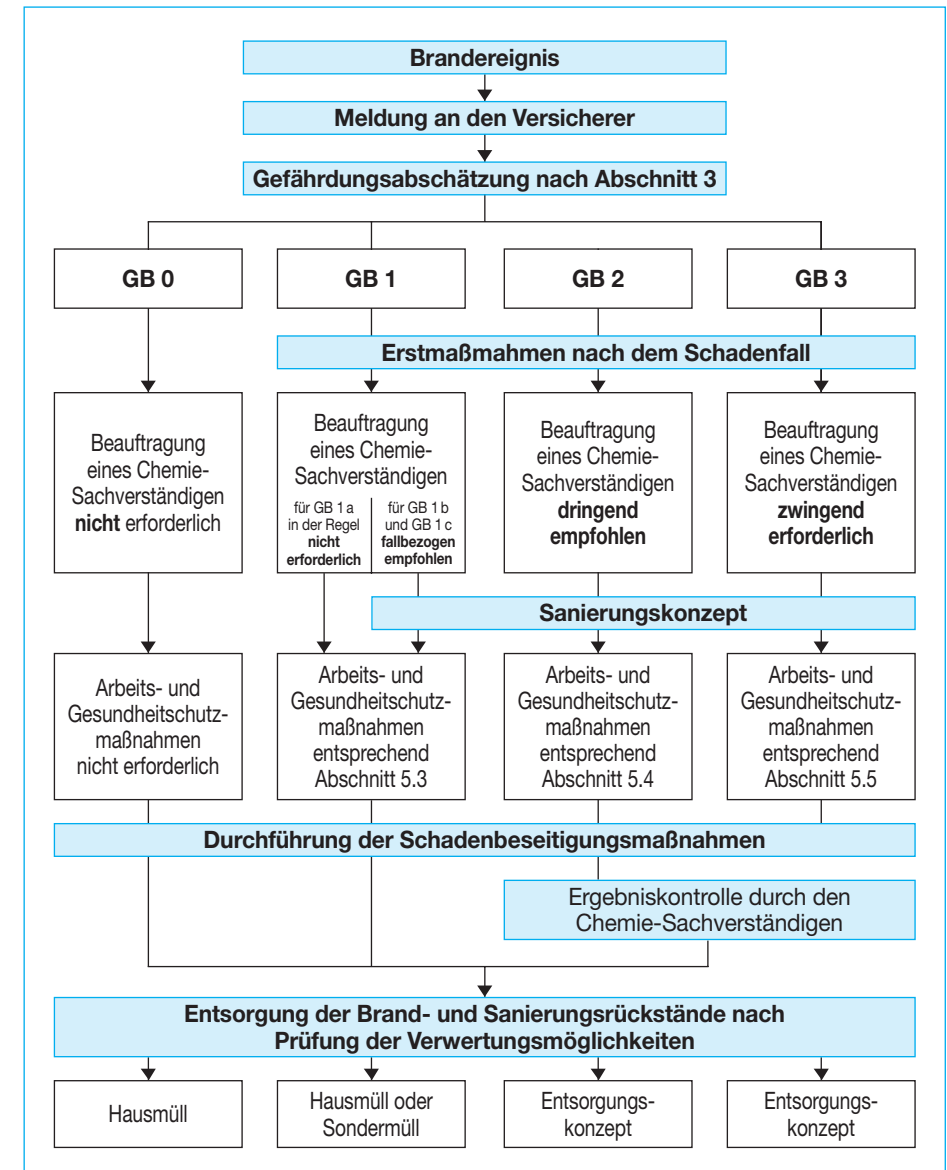 Brandereignis
Meldung an den Versicherer
Gefährdungsabschätzung nach Abschnitt 3
GB 0
GB 1
GB 2
GB 3
Erstmaßmahmen nach dem Schadenfall
Beauftragung
eines Chemie-
Sachverständigen
nicht erforderlich
Beauftragung
eines Chemie-
Sachverständigen
für GB 1 a
in der Regel
nicht
erforderlich
für GB 1 b
und GB 1 c
fallbezogen
empfohlen
Beauftragung
eines Chemie-
Sachverständigen
dringend
empfohlen
Beauftragung
eines Chemie-
Sachverständigen
zwingend
erforderlich
Sanierungskonzept
Arbeits- und
Gesundheitschutz-
maßnahmen
nicht erforderlich
Arbeits- und
Gesundheitschutz-
maßnahmen
entsprechend
Abschnitt 5.3
Arbeits- und
Gesundheitschutz-
maßnahmen
entsprechend
Abschnitt 5.4
Arbeits- und
Gesundheitschutz-
maßnahmen
entsprechend
Abschnitt 5.5
Durchführung der Schadenbeseitigungsmaßnahmen
Ergebniskontrolle durch den
Chemie-Sachverständigen
Entsorgung der Brand- und Sanierungsrückstände nach
Prüfung der Verwertungsmöglichkeiten
Hausmüll
Hausmüll oder
Sondermüll
Entsorgungs-
konzept
Entsorgungs-
konzept